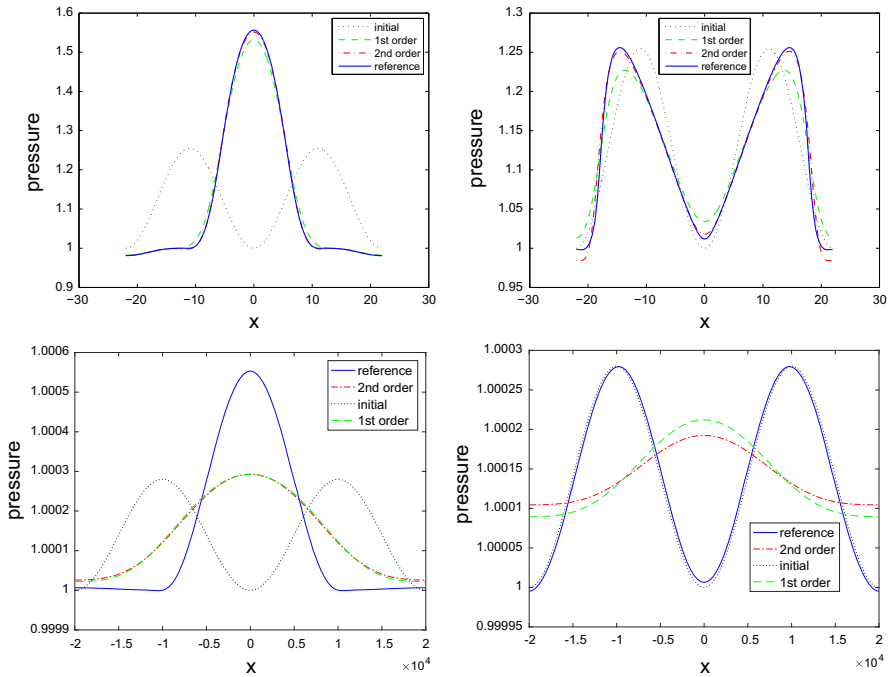 1.6
1.5
1.4
1.3
1.2
1.1
1
0.9
pressure
initial
1st order
2nd order
reference
−30 −20 −10 0 10 20 30
x
1.3
1.25
1.2
1.15
1.1
1.05
1
0.95
pressure
initial
1st order
2nd order
reference
−30 −20 −10 0 10 20 30
x
1.0006
1.0005
1.0004
1.0003
1.0002
1.0001
1
0.9999
pressure
reference
2nd order
initial
1st order
-2 -1.5 -1 -0.5 0 0.5 1 1.5 2
x
×10⁴
1.0003
1.00025
1.0002
1.00015
1.0001
1.00005
1
0.99995
pressure
reference
2nd order
initial
1st order
-20 -1.5 -1 -0.5 0 0.5 1 1.5 20
x
×10⁴